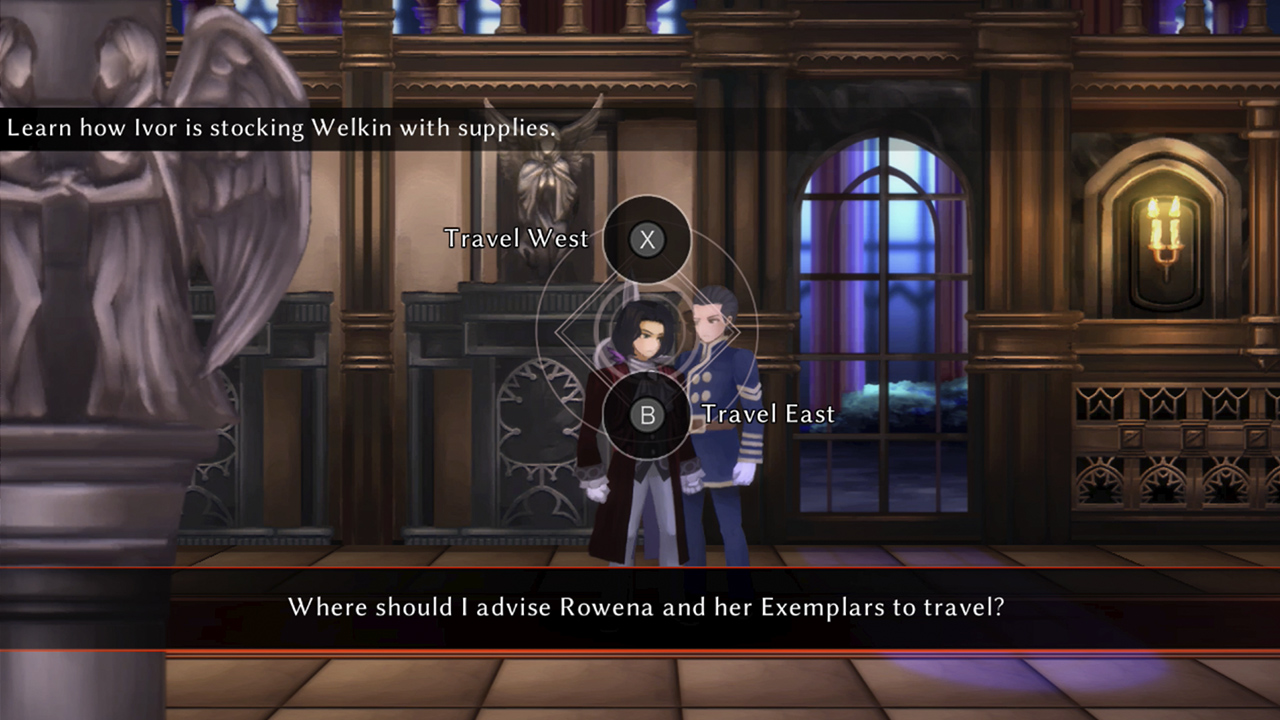 Learn how Ivor is stocking Welkin with supplies.
Travel West X
B Travel East
Where should I advise Rowena and her Exemplars to travel?